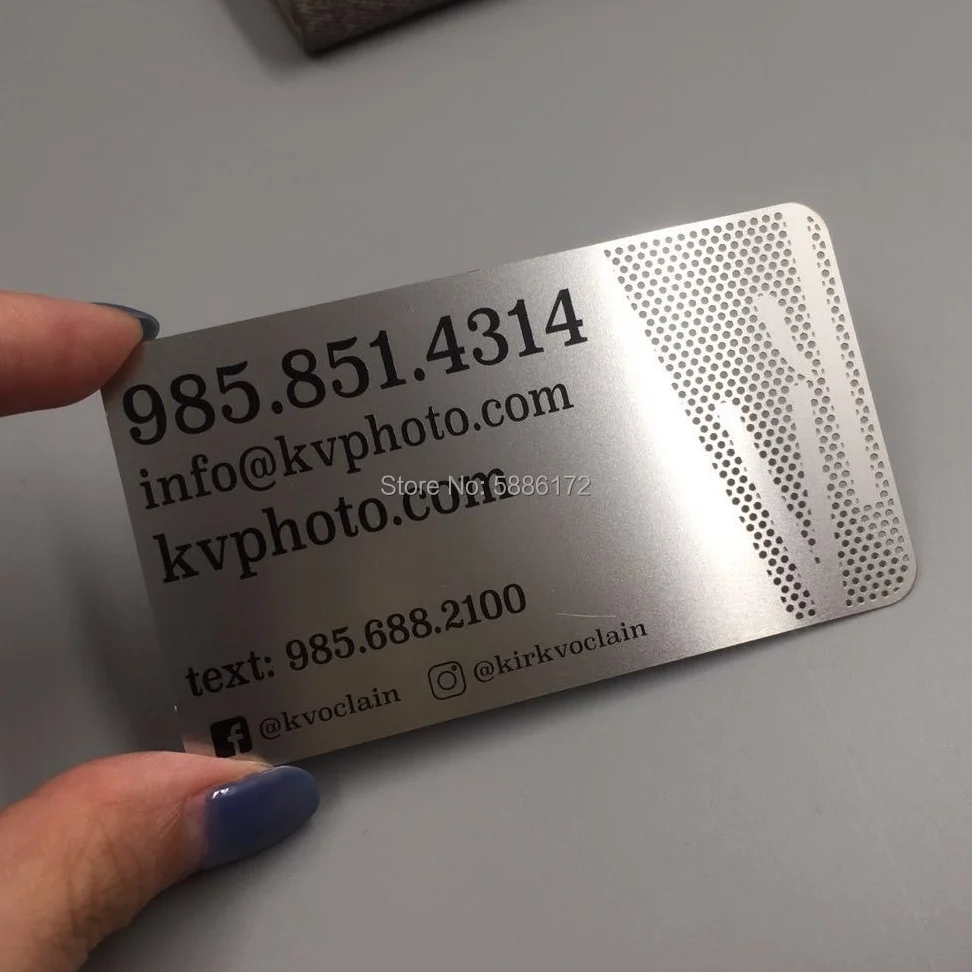 985.851.4314
info@kvphoto.com
kvphoto.com
Store No: 5886172
text: 985.688.2100
f @kvoclain @kirkvoclain